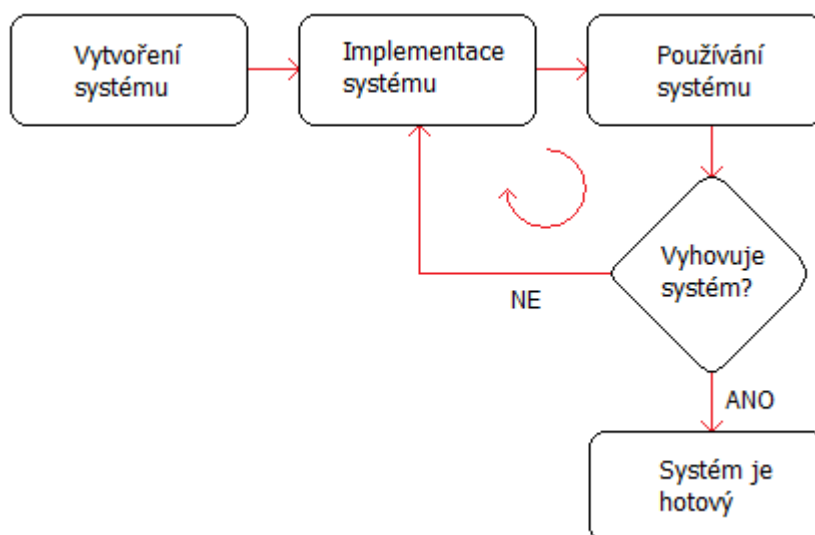 Vytvoření
systému
Implementace
systému
Používání
systému
Vyhovuje
systém?
NE
ANO
Systém je
hotový